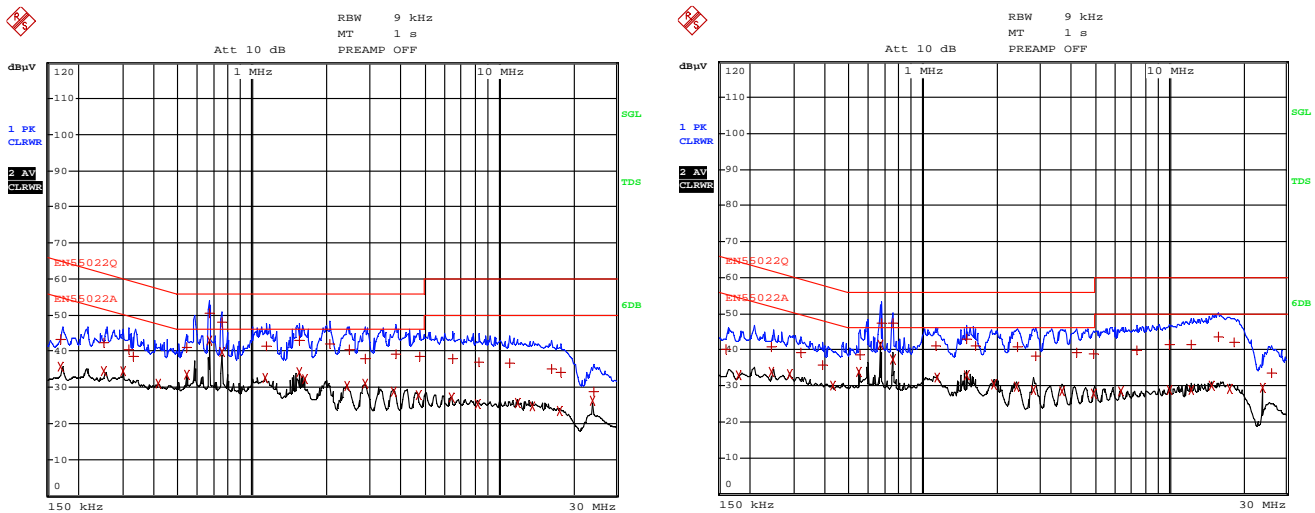 R S
RBW 9 kHz
MT 1 s
Att 10 dB PREAMP OFF
dBµV
120
1 MHz
10 MHz
110
SGL
1 PK
CLRWR
100
2 AV
CLRWR
90
TDS
80
70
EN55022Q
60
EN55022A
50
6DB
40
30
20
10
0
150 kHz
30 MHz
R S
RBW 9 kHz
MT 1 s
Att 10 dB PREAMP OFF
dBµV
120
1 MHz
10 MHz
110
SGL
1 PK
CLRWR
100
2 AV
CLRWR
90
TDS
80
70
EN55022Q
60
EN55022A
50
6DB
40
30
20
10
0
150 kHz
30 MHz